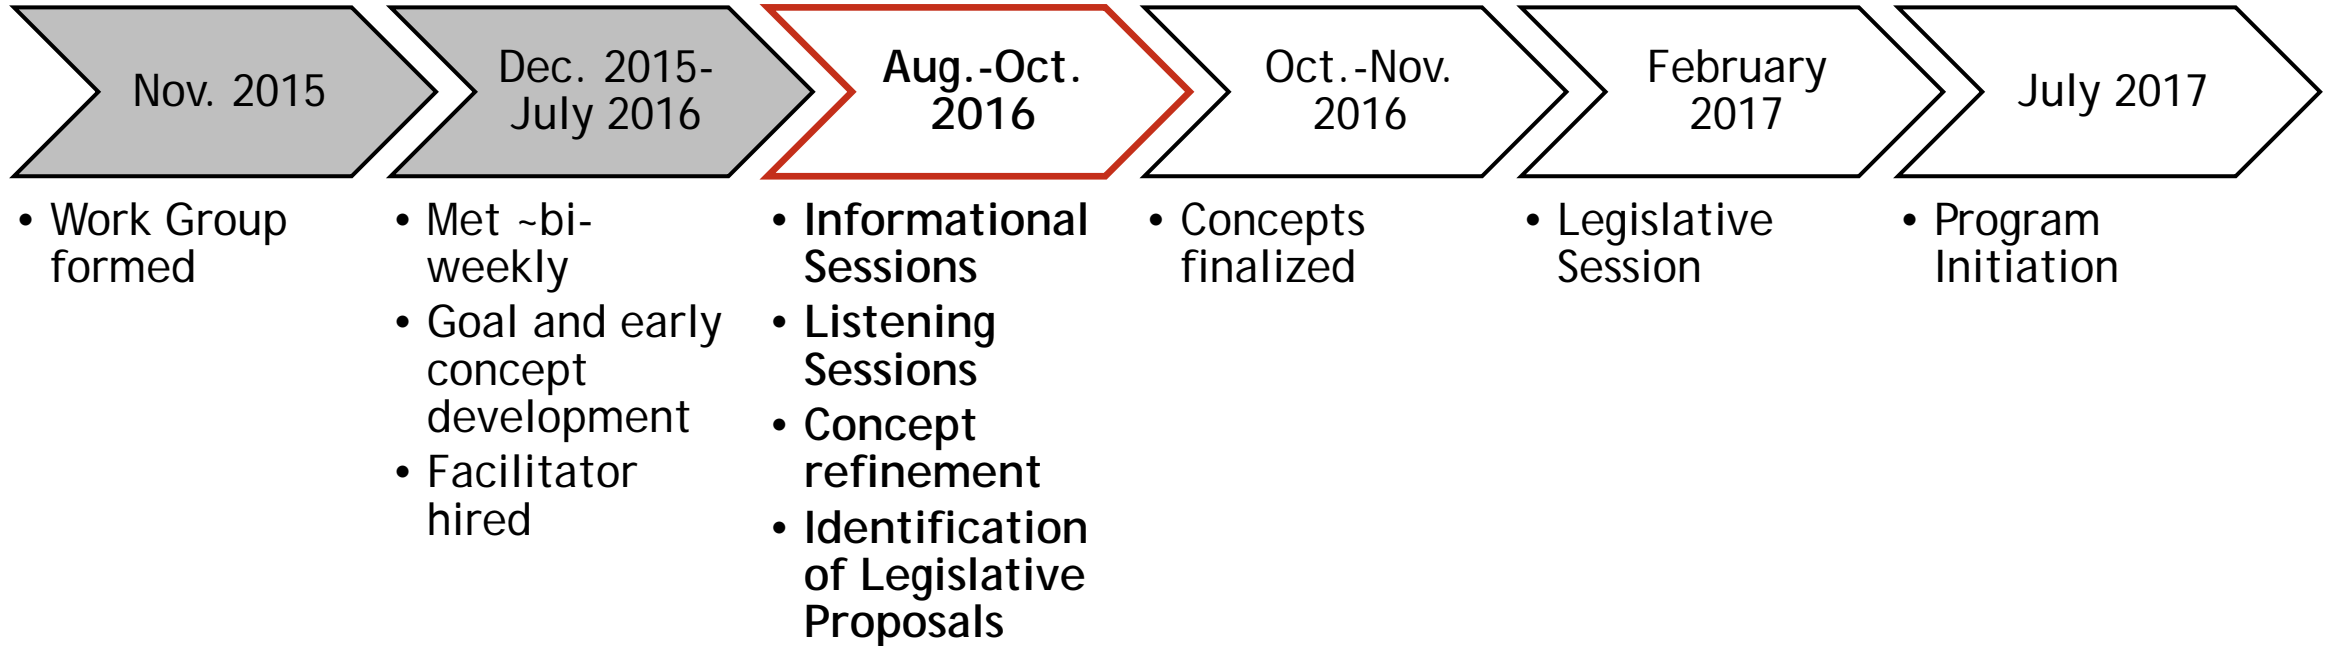 Nov. 2015
Dec. 2015-
July 2016
Aug.-Oct.
2016
Oct.-Nov.
2016
February
2017
July 2017
• Work Group
formed
• Met ~bi-
weekly
• Goal and early
concept
development
• Facilitator
hired
• Informational
Sessions
• Listening
Sessions
• Concept
refinement
• Identification
of Legislative
Proposals
• Concepts
finalized
• Legislative
Session
• Program
Initiation